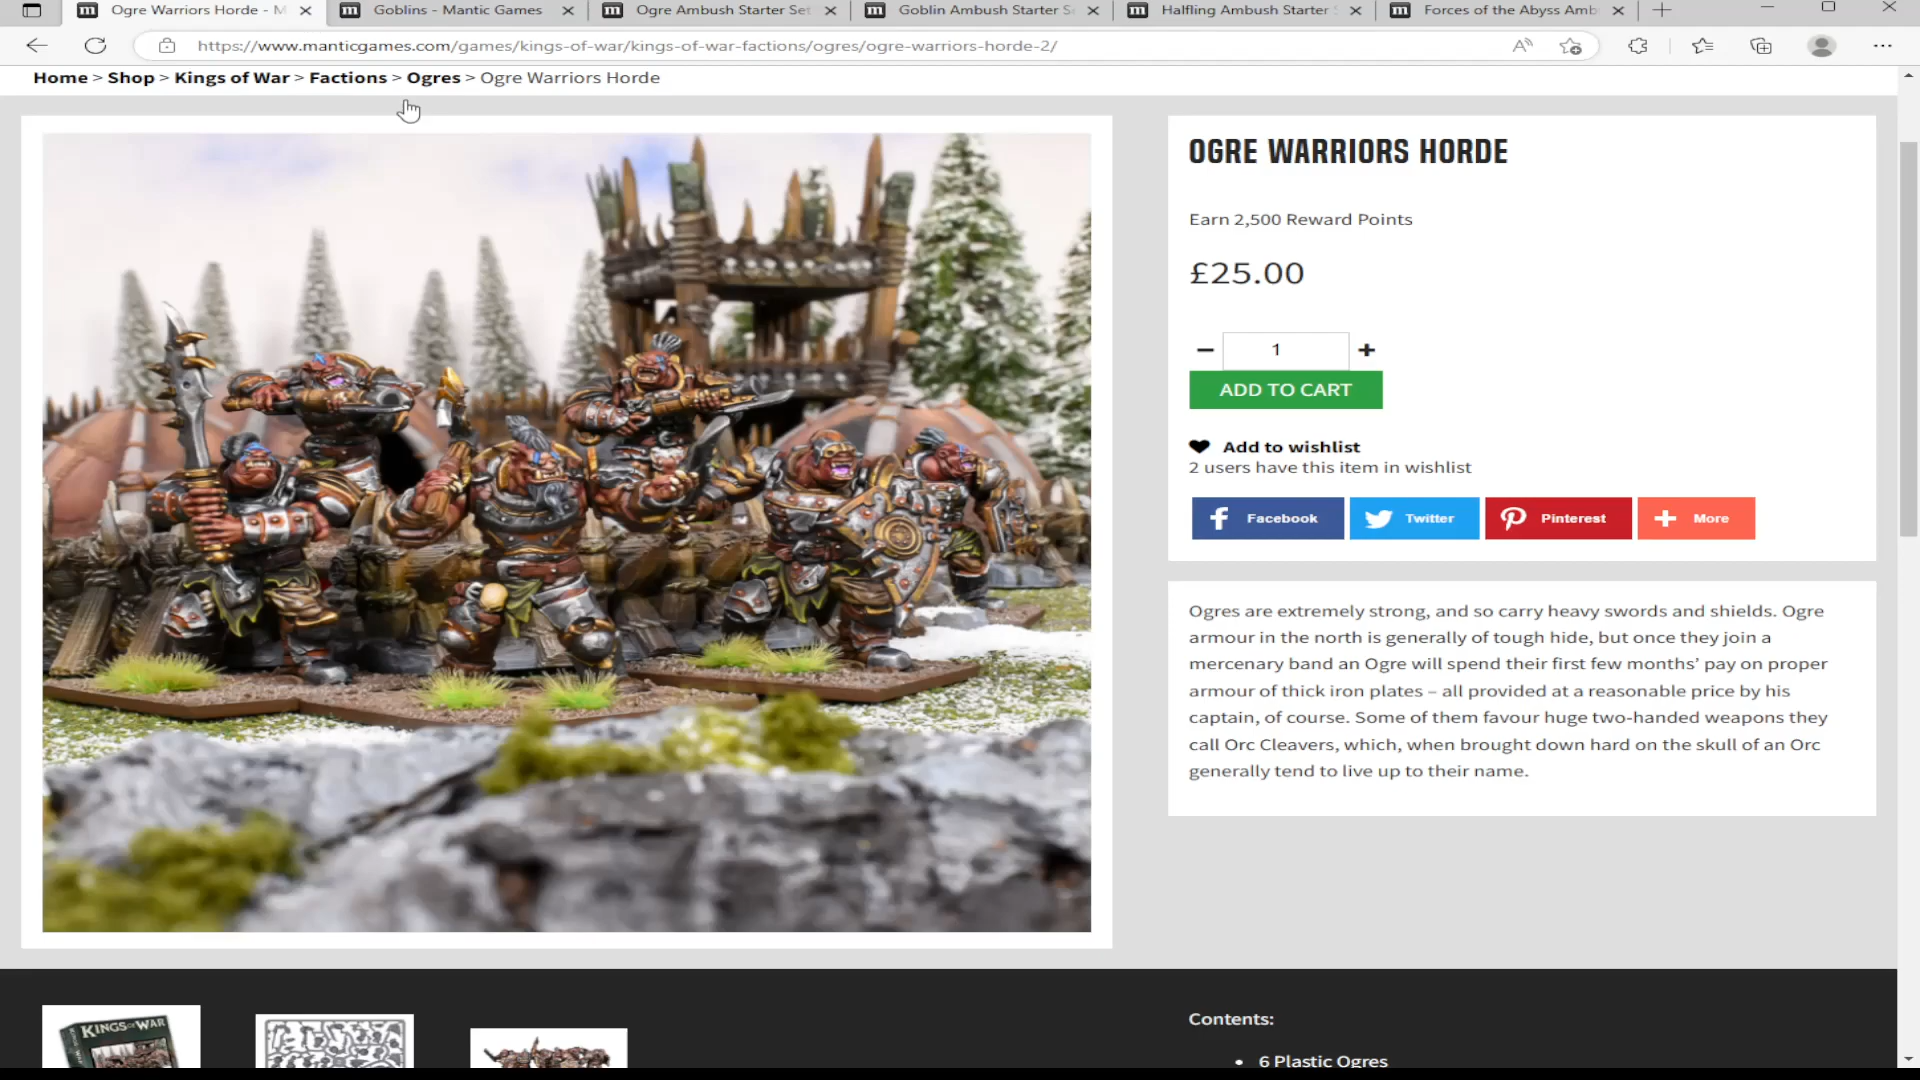 Ogre Warriors Horde - M
Goblins - Mantic Games
Ogre Ambush Starter Set
Goblin Ambush Starter S
Halfling Ambush Starter S
Forces of the Abyss Amb
https://www.manticgames.com/games/kings-of-war/kings-of-war-factions/ogres/ogre-warriors-horde-2/
Home > Shop > Kings of War > Factions > Ogres > Ogre Warriors Horde
OGRE WARRIORS HORDE
Earn 2,500 Reward Points
£25.00
− 1 +
ADD TO CART
Add to wishlist
2 users have this item in wishlist
Facebook
Twitter
Pinterest
More
Ogres are extremely strong, and so carry heavy swords and shields. Ogre
armour in the north is generally of tough hide, but once they join a
mercenary band an Ogre will spend their first few months’ pay on proper
armour of thick iron plates – all provided at a reasonable price by his
captain, of course. Some of them favour huge two-handed weapons they
call Orc Cleavers, which, when brought down hard on the skull of an Orc
generally tend to live up to their name.
KINGS OF WAR
Contents:
• 6 Plastic Ogres